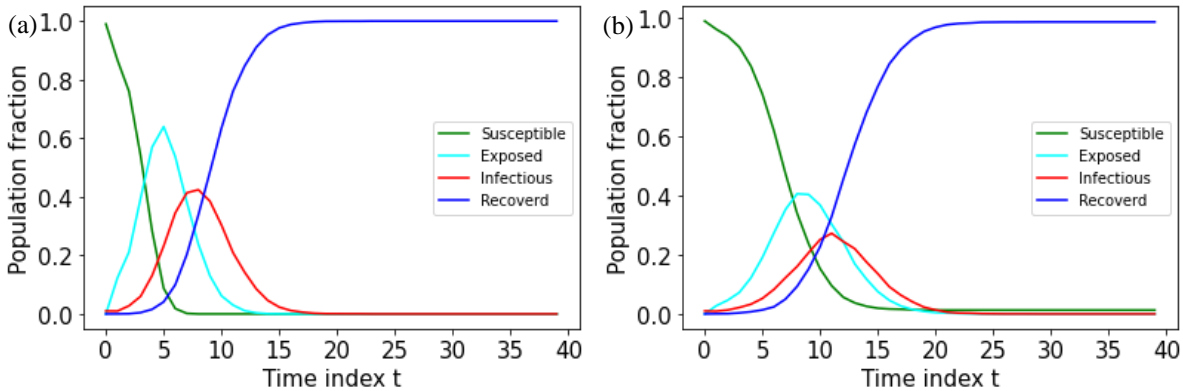 (a)
Population fraction
1.0
0.8
0.6
0.4
0.2
0.0
Susceptible
Exposed
Infectious
Recoverd
0 5 10 15 20 25 30 35 40
Time index t
(b)
Population fraction
1.0
0.8
0.6
0.4
0.2
0.0
Susceptible
Exposed
Infectious
Recoverd
0 5 10 15 20 25 30 35 40
Time index t